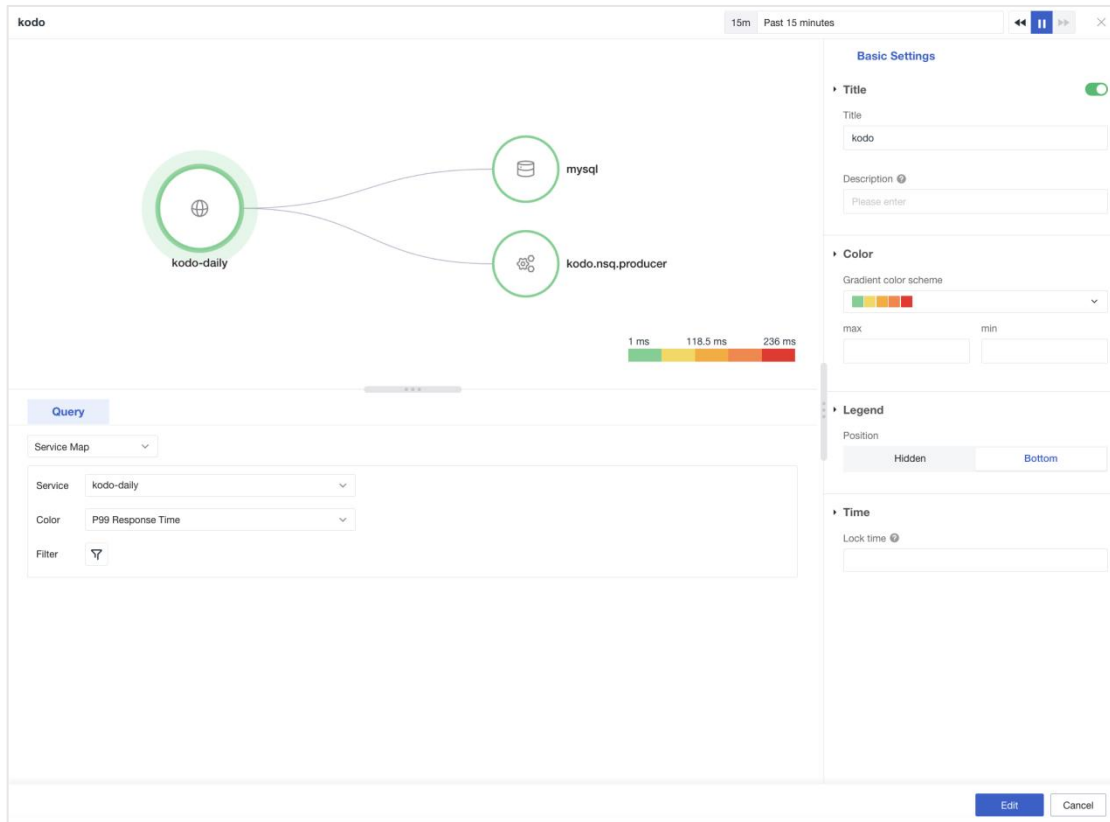 kodo
15m Past 15 minutes
Basic Settings
Title
Title
kodo
Description
Please enter
mysql
kodo-daily
kodo.nsq.producer
Color
Gradient color scheme
max min
1 ms 118.5 ms 236 ms
Query
Legend
Position
Hidden Bottom
Service Map
Service kodo-daily
Color P99 Response Time
Filter
Time
Lock time
Edit Cancel